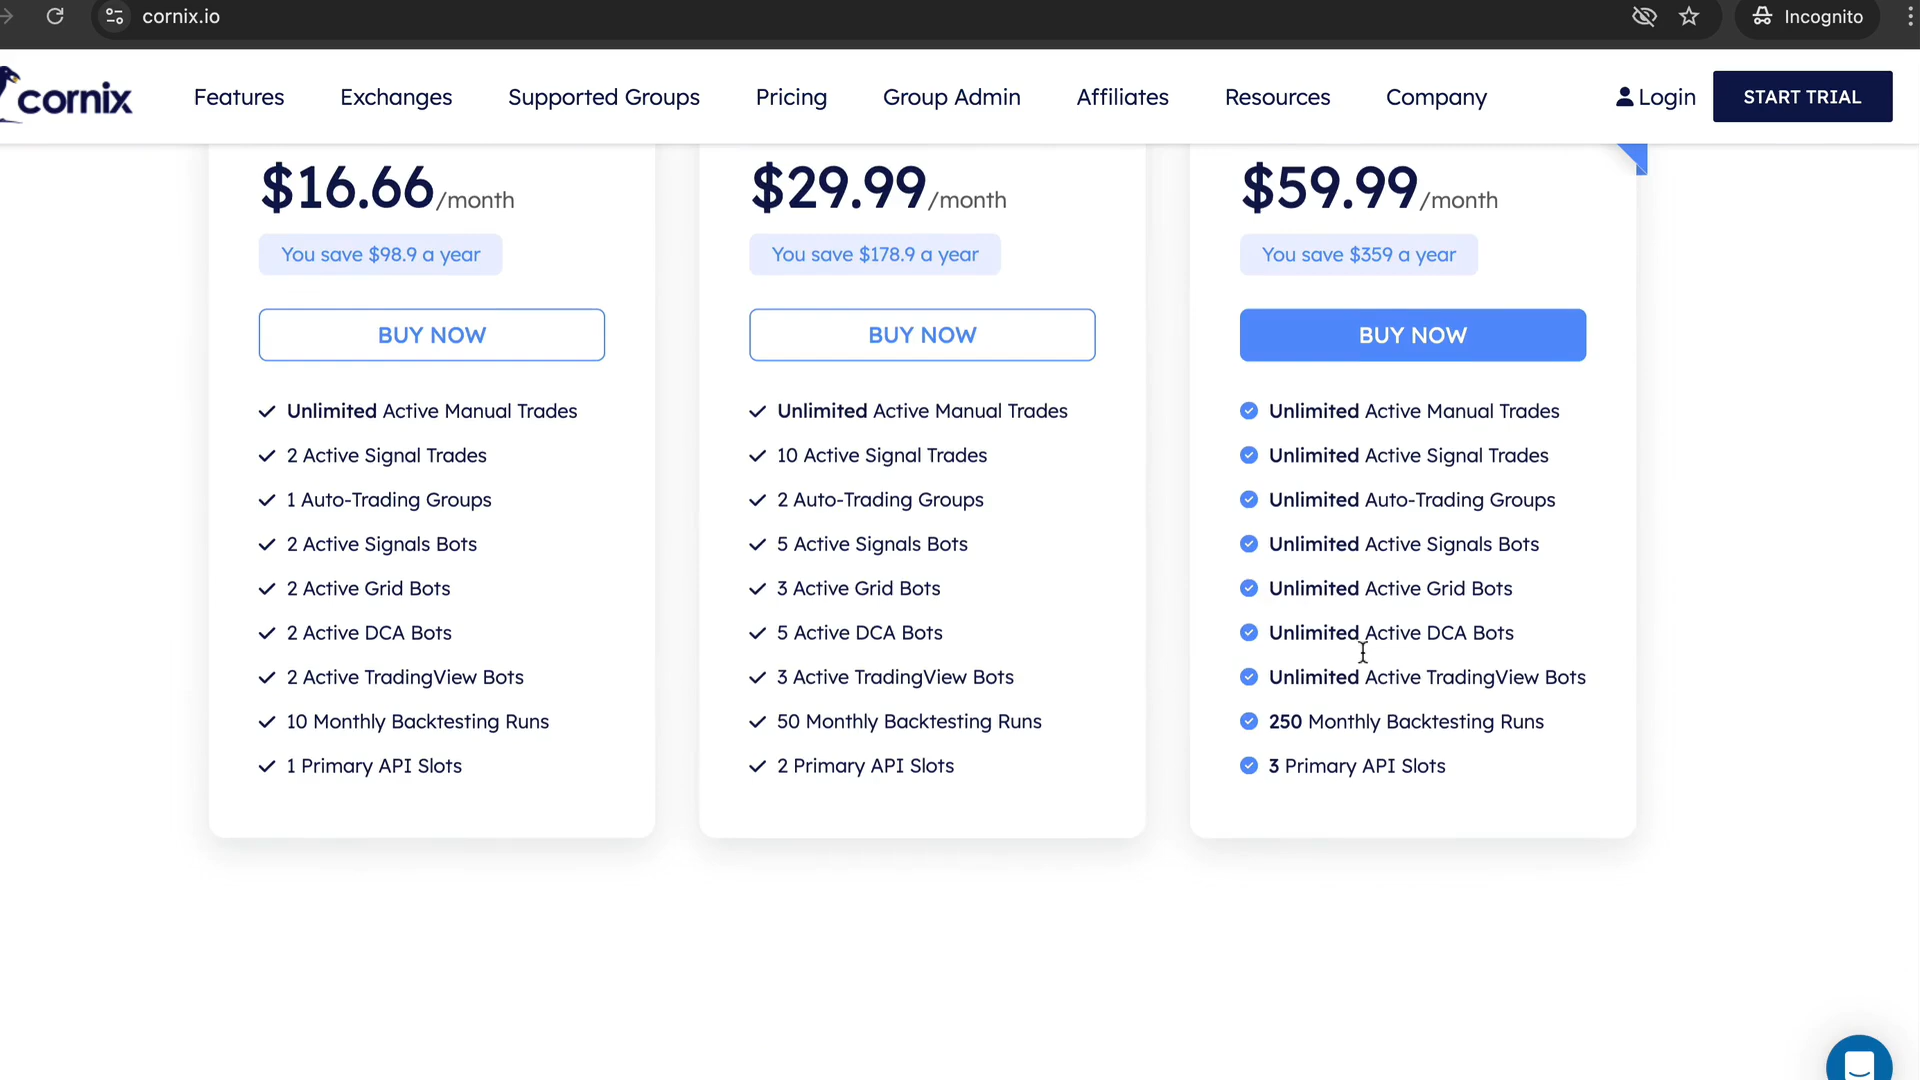 cornix.io
Incognito
cornix
Features
Exchanges
Supported Groups
Pricing
Group Admin
Affiliates
Resources
Company
Login
START TRIAL
$16.66/month
You save $98.9 a year
BUY NOW
Unlimited Active Manual Trades
2 Active Signal Trades
1 Auto-Trading Groups
2 Active Signals Bots
2 Active Grid Bots
2 Active DCA Bots
2 Active TradingView Bots
10 Monthly Backtesting Runs
1 Primary API Slots
$29.99/month
You save $178.9 a year
BUY NOW
Unlimited Active Manual Trades
10 Active Signal Trades
2 Auto-Trading Groups
5 Active Signals Bots
3 Active Grid Bots
5 Active DCA Bots
3 Active TradingView Bots
50 Monthly Backtesting Runs
2 Primary API Slots
$59.99/month
You save $359 a year
BUY NOW
Unlimited Active Manual Trades
Unlimited Active Signal Trades
Unlimited Auto-Trading Groups
Unlimited Active Signals Bots
Unlimited Active Grid Bots
Unlimited Active DCA Bots
Unlimited Active TradingView Bots
250 Monthly Backtesting Runs
3 Primary API Slots